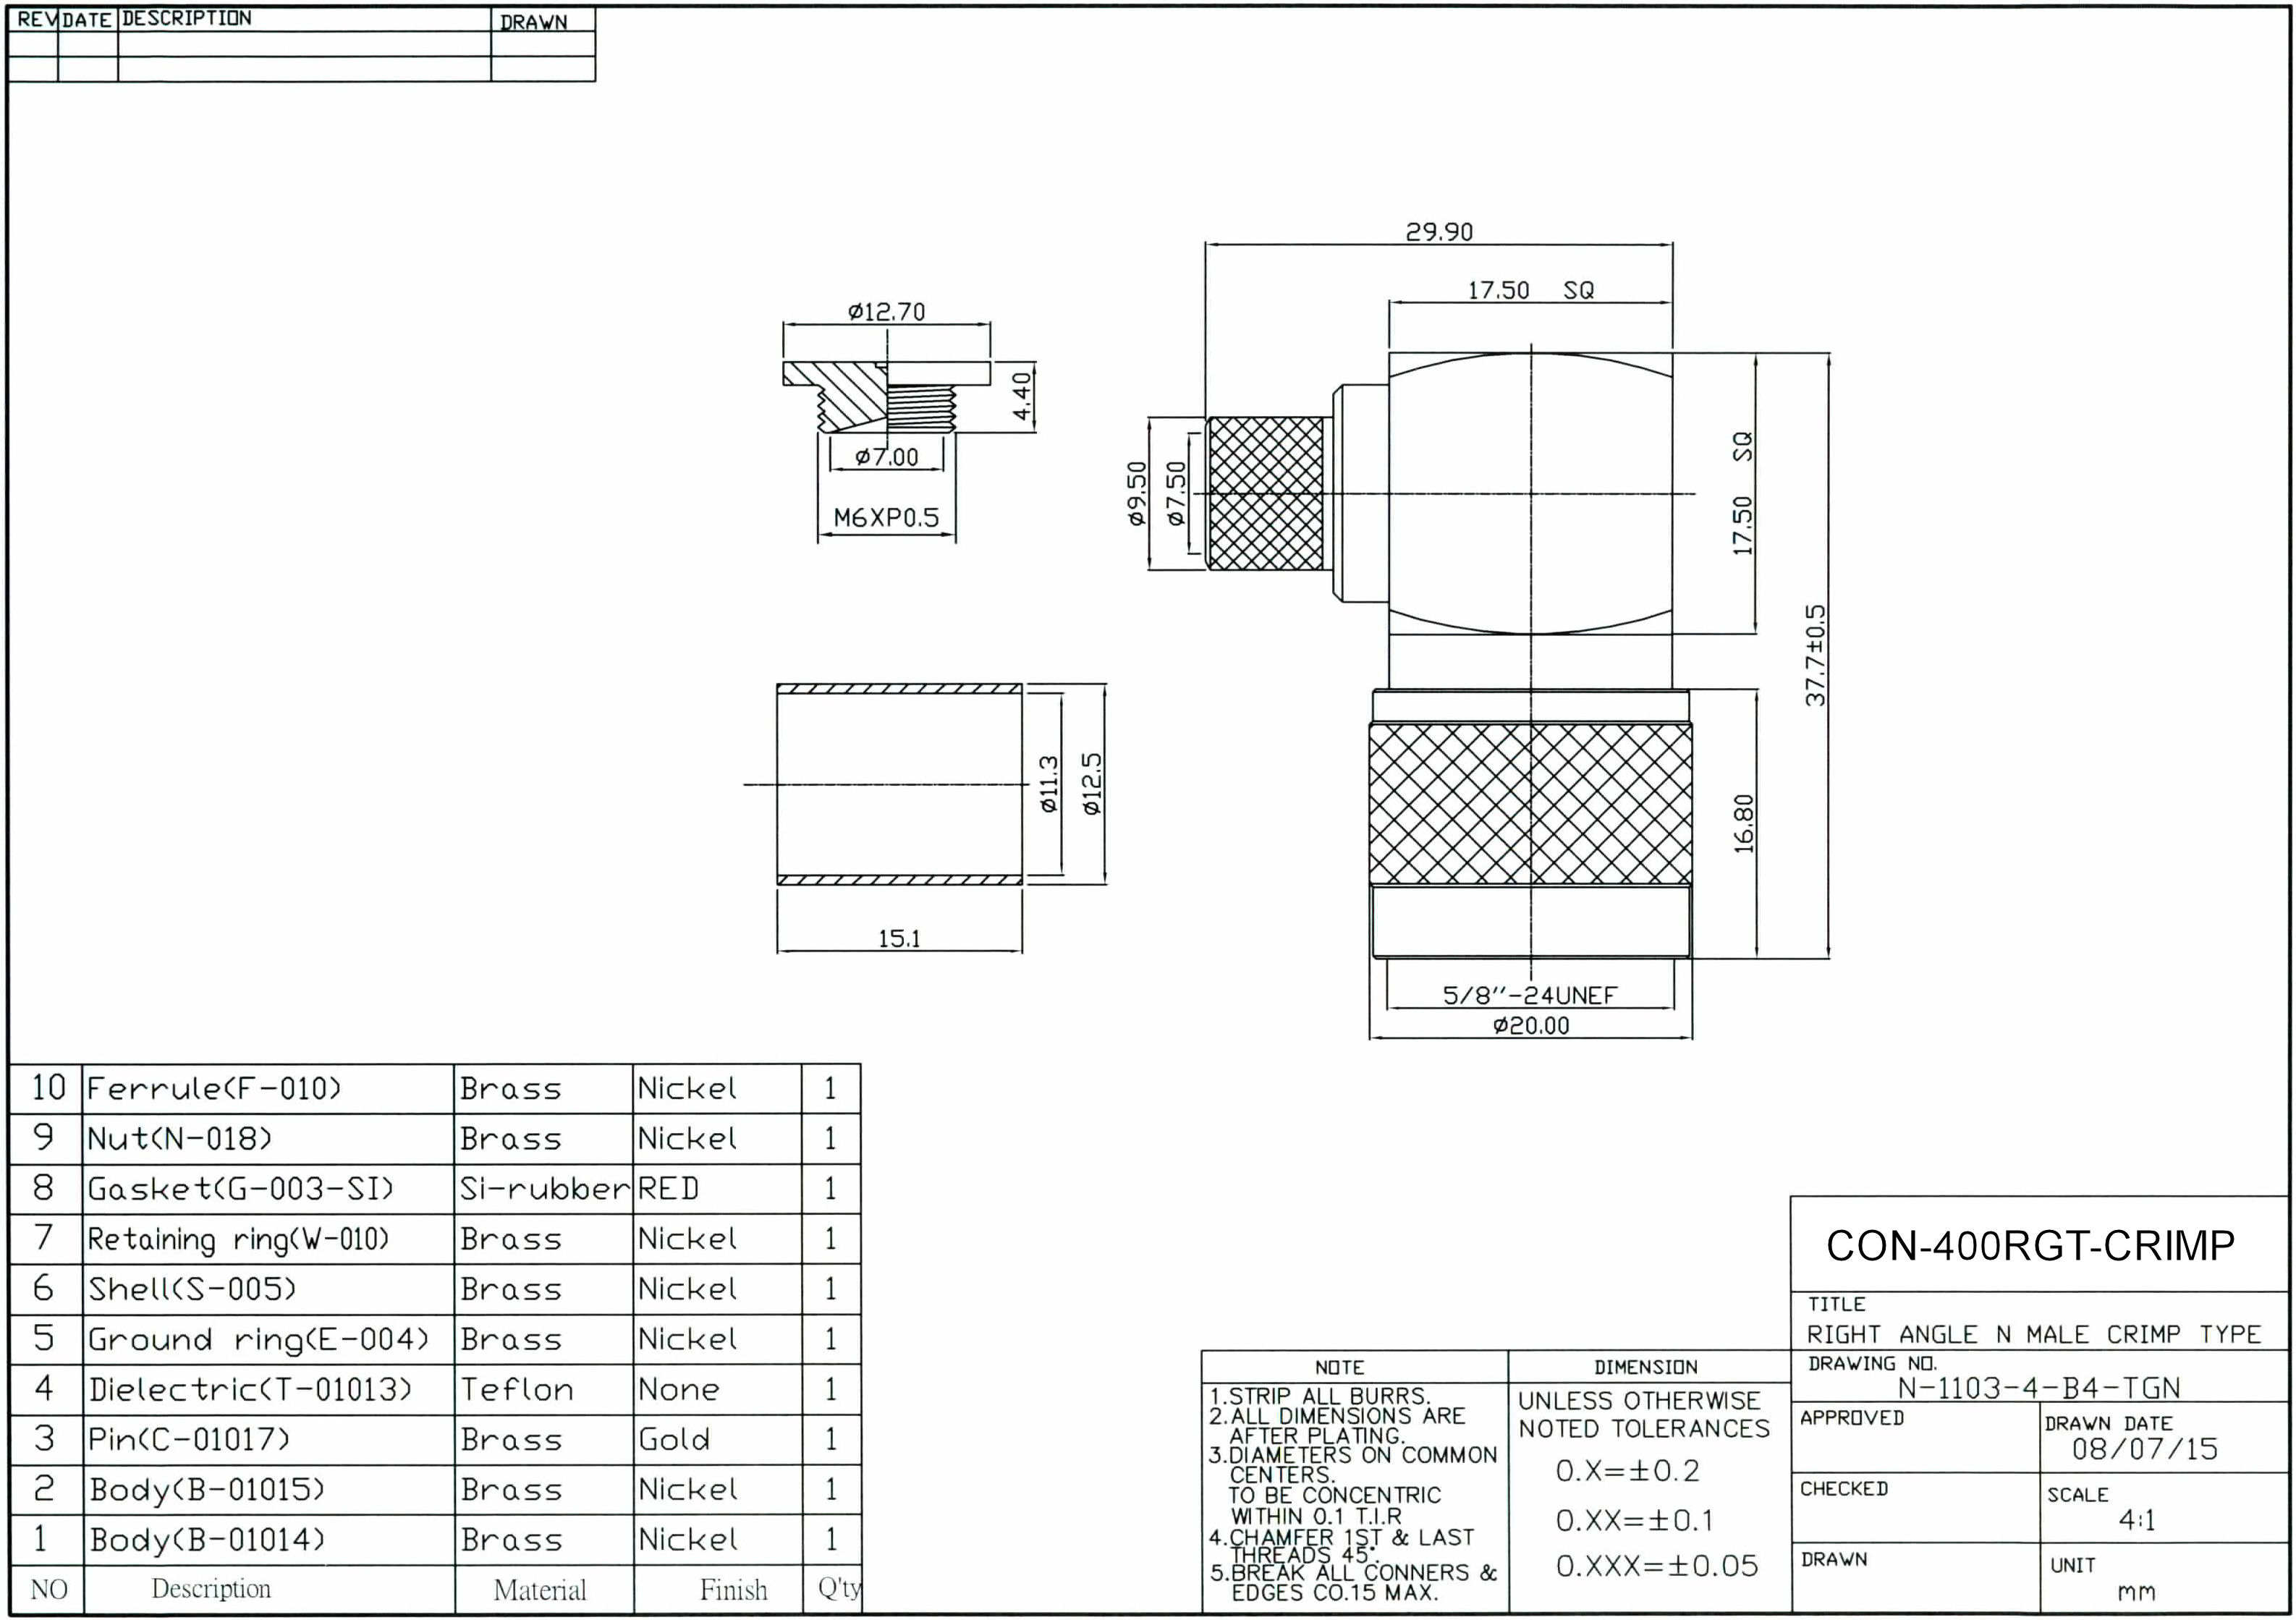 REV DATE DESCRIPTION DRAWN
29.90
17.50 SQ
ø12.70
4.40
ø7.00
M6XP0.5
ø9.50
ø7.50
17.50 SQ
37.7±0.5
ø11.3
ø12.5
15.1
16.80
5/8"-24UNEF
ø20.00
10 Ferrule(F-010) Brass Nickel 1
9 Nut(N-018) Brass Nickel 1
8 Gasket(G-003-SI) Si-rubber RED 1
7 Retaining ring(W-010) Brass Nickel 1
6 Shell(S-005) Brass Nickel 1
5 Ground ring(E-004) Brass Nickel 1
4 Dielectric(T-01013) Teflon None 1
3 Pin(C-01017) Brass Gold 1
2 Body(B-01015) Brass Nickel 1
1 Body(B-01014) Brass Nickel 1
NO Description Material Finish Q'ty
NOTE
1.STRIP ALL BURRS.
2.ALL DIMENSIONS ARE
AFTER PLATING.
3.DIAMETERS ON COMMON
CENTERS.
TO BE CONCENTRIC
WITHIN 0.1 T.I.R
4.CHAMFER 1ST & LAST
THREADS 45°.
5.BREAK ALL CONNERS &
EDGES CO.15 MAX.
DIMENSION
UNLESS OTHERWISE
NOTED TOLERANCES
0.X=±0.2
0.XX=±0.1
0.XXX=±0.05
CON-400RGT-CRIMP
TITLE
RIGHT ANGLE N MALE CRIMP TYPE
DRAWING NO.
N-1103-4-B4-TGN
APPROVED
DRAWN DATE
08/07/15
CHECKED
SCALE
4:1
DRAWN
UNIT
mm